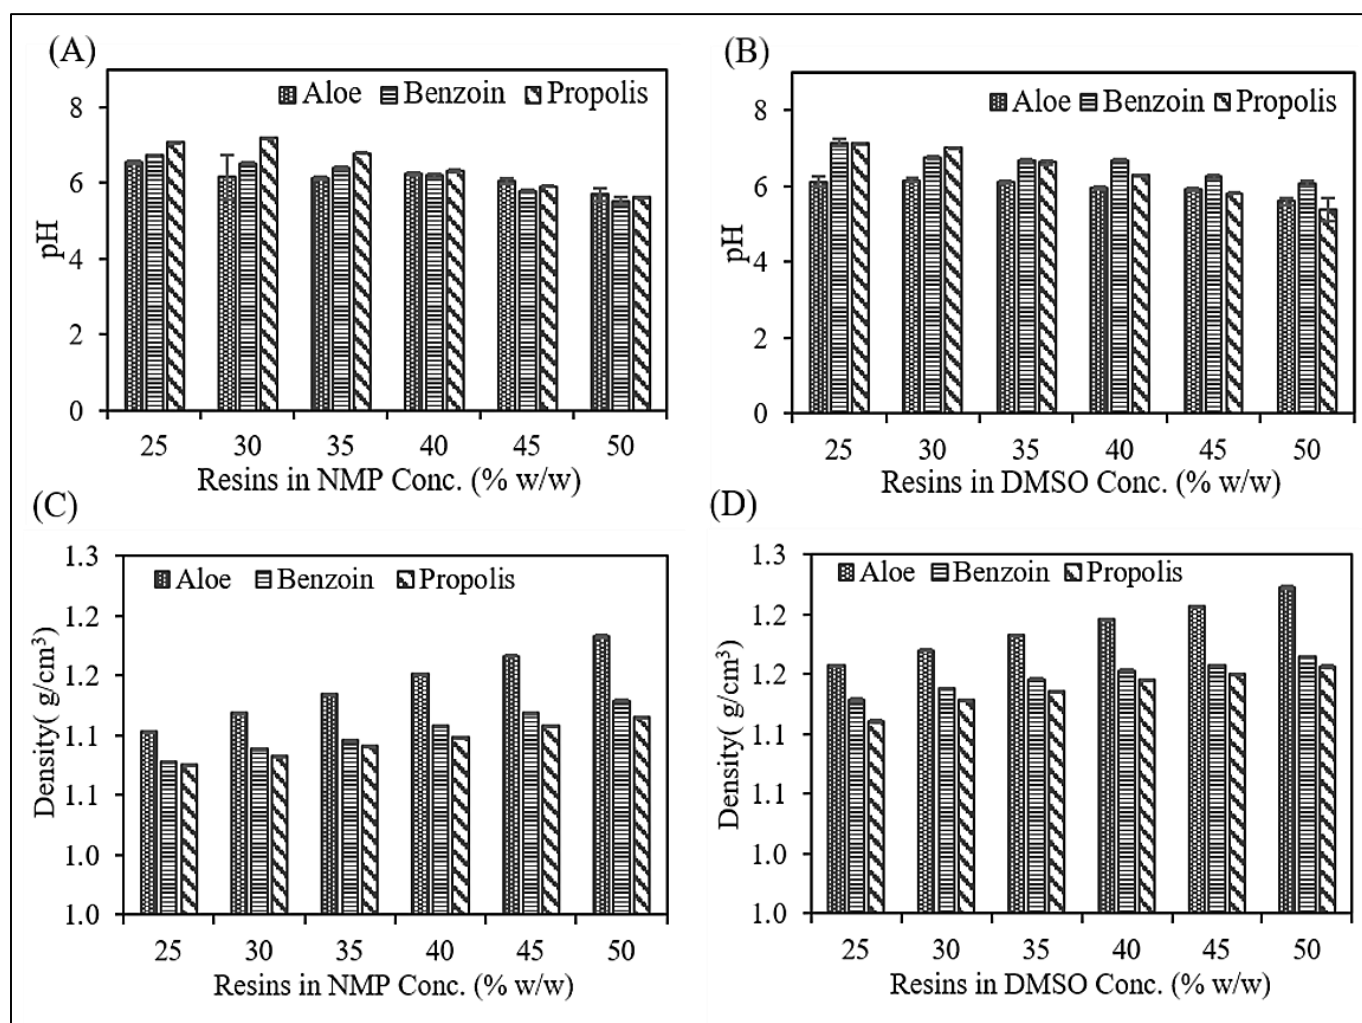 (A)
Aloe Benzoin Propolis
8
6
4
2
0
pH
25 30 35 40 45 50
Resins in NMP Conc. (% w/w)
(B)
Aloe Benzoin Propolis
8
6
4
2
0
pH
25 30 35 40 45 50
Resins in DMSO Conc. (% w/w)
(C)
1.3
Aloe Benzoin Propolis
1.2
1.2
1.1
1.1
1.0
1.0
Density( g/cm³)
25 30 35 40 45 50
Resins in NMP Conc. (% w/w)
(D)
1.3
Aloe Benzoin Propolis
1.2
1.2
1.1
1.1
1.0
1.0
Density( g/cm³)
25 30 35 40 45 50
Resins in DMSO Conc. (% w/w)